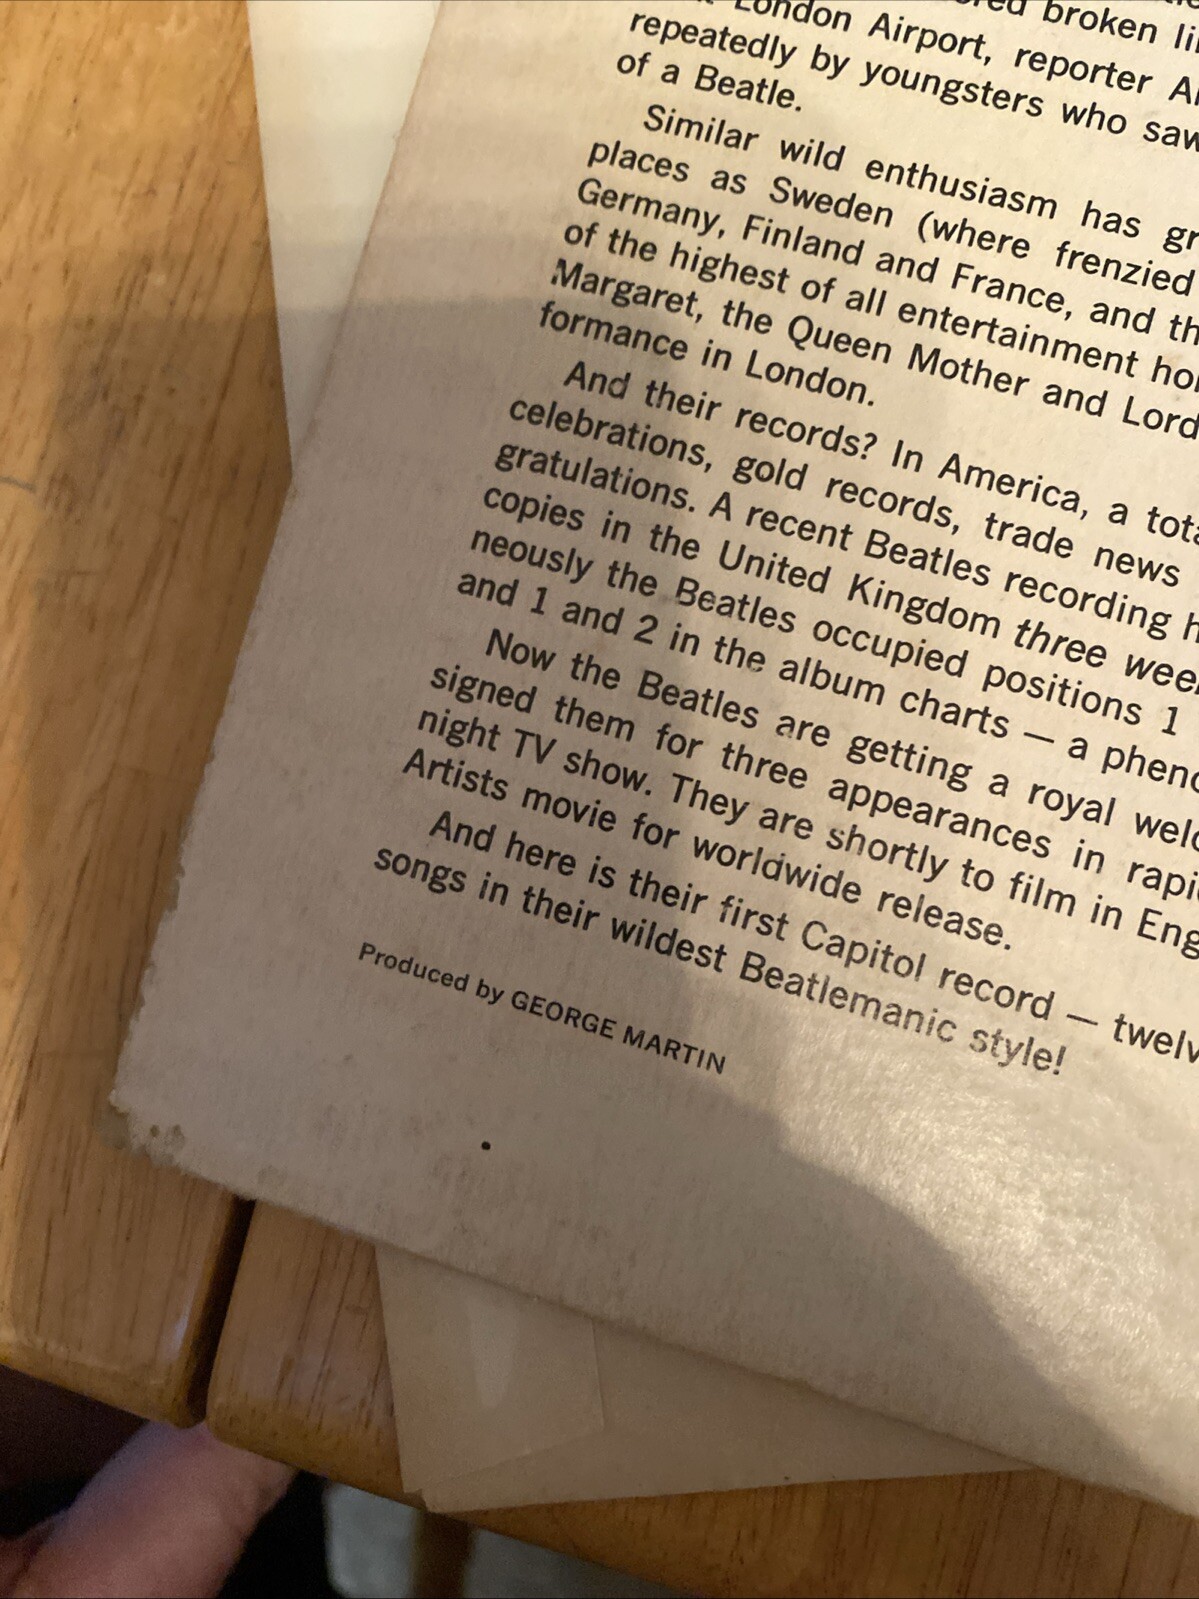 London Airport, reporter
repeatedly by youngsters who saw
of a Beatle.
Similar wild enthusiasm has gr
places as Sweden (where frenzied
Germany, Finland and France, and th
of the highest of all entertainment ho
Margaret, the Queen Mother and Lord
formance in London.
And their records? In America, a tota
celebrations, gold records, trade news
gratulations. A recent Beatles recording h
copies in the United Kingdom three wee
neously the Beatles occupied positions 1
and 1 and 2 in the album charts — a pheno
Now the Beatles are getting a royal welc
signed them for three appearances in rapi
night TV show. They are shortly to film in Eng
Artists movie for worldwide release.
And here is their first Capitol record — twelv
songs in their wildest Beatlemanic style!
Produced by GEORGE MARTIN